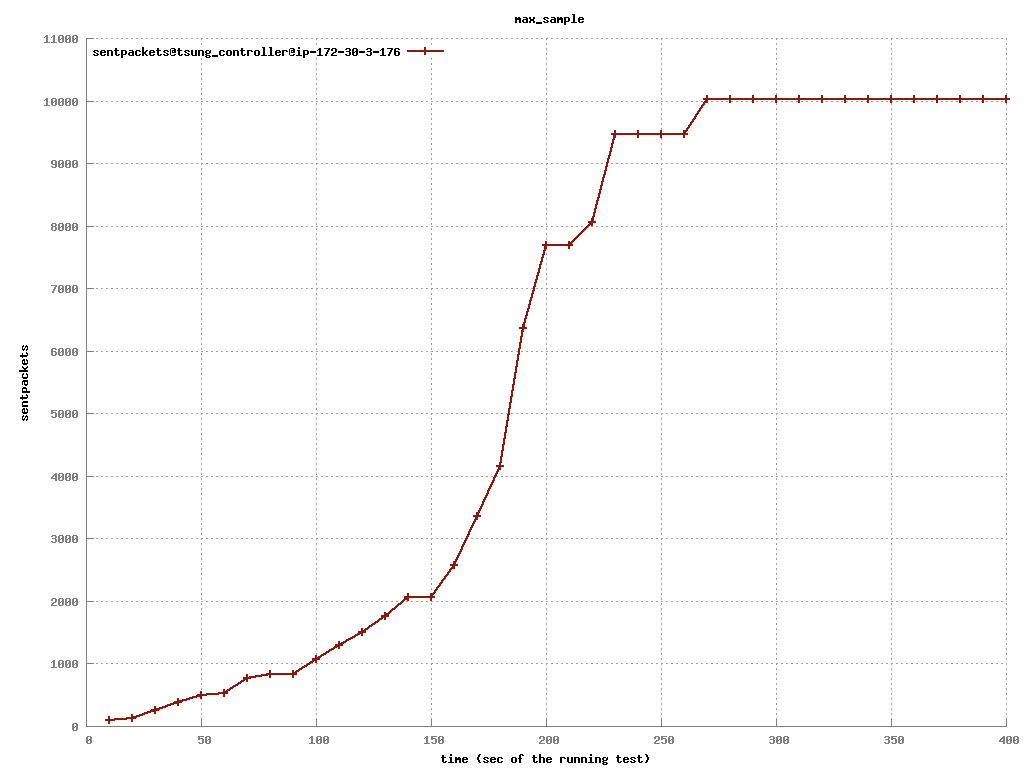 max_sample
sentpackets@tsung_controller@ip-172-30-3-176
11000
10000
9000
8000
7000
6000
5000
4000
3000
2000
1000
0
sentpackets
0 50 100 150 200 250 300 350 400
time (sec of the running test)